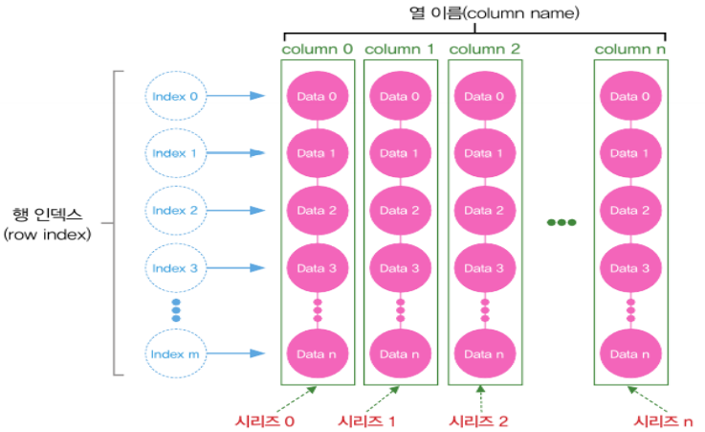 열 이름(column name)
column 0 column 1 column 2 column n
Index 0 Data 0 Data 0 Data 0 Data 0
Index 1 Data 1 Data 1 Data 1 Data 1
행 인덱스
(row index)
Index 2 Data 2 Data 2 Data 2 Data 2
Index 3 Data 3 Data 3 Data 3 Data 3
Index m Data n Data n Data n Data n
시리즈 0 시리즈 1 시리즈 2 시리즈 n